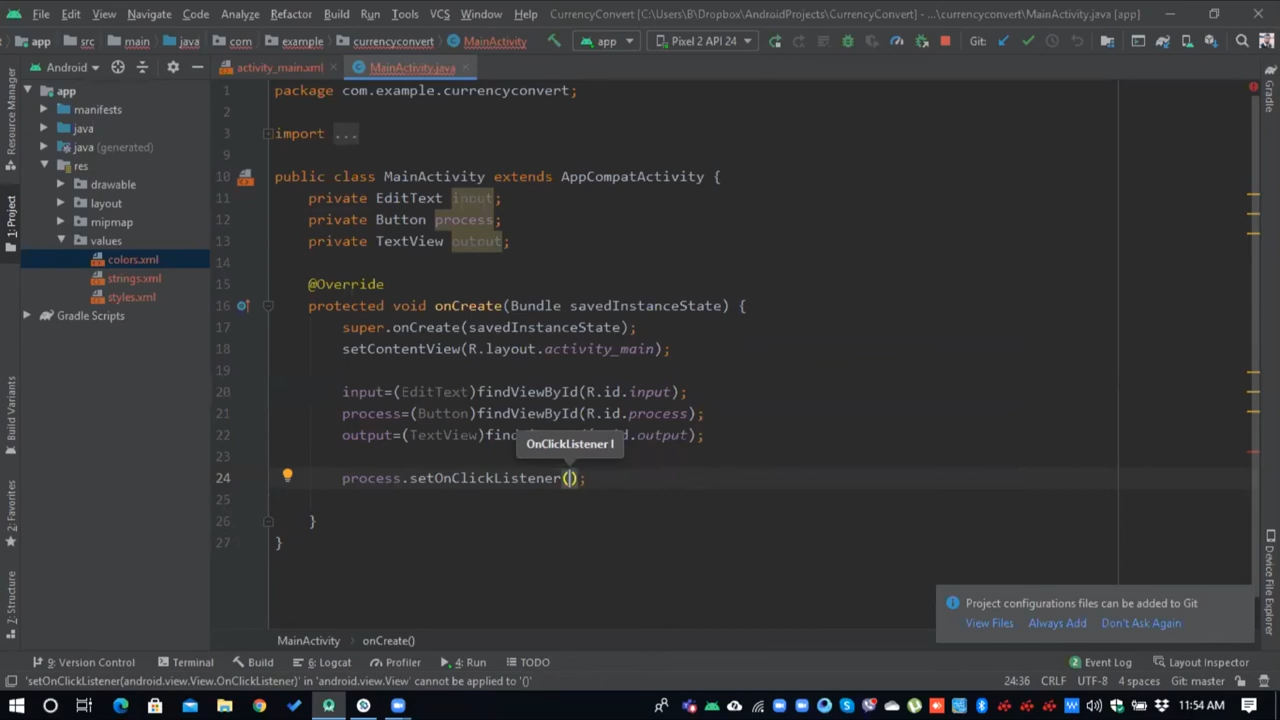 File Edit View Navigate Code Analyze Refactor Build Run Tools VCS Window Help CurrencyConvert [C:\Users\B\Dropbox\AndroidProjects\CurrencyConvert] - ...\currencyconvert\MainActivity.java [app]
app src main java com example currencyconvert MainActivity app Pixel 2 API 24 Git:
Android activity_main.xml MainActivity.java
app
manifests
java
java (generated)
res
drawable
layout
mipmap
values
colors.xml
strings.xml
styles.xml
Gradle Scripts
Resource Manager
1: Project
Build Variants
2: Favorites
7: Structure
1 package com.example.currencyconvert;
2
3 import ...
9
10 public class MainActivity extends AppCompatActivity {
11 private EditText input;
12 private Button process;
13 private TextView output;
14
15 @Override
16 protected void onCreate(Bundle savedInstanceState) {
17 super.onCreate(savedInstanceState);
18 setContentView(R.layout.activity_main);
19
20 input=(EditText)findViewById(R.id.input);
21 process=(Button)findViewById(R.id.process);
22 output=(TextView)find id.output);
23 OnClickListener l
24 process.setOnClickListener();
25
26 }
27 }
Gradle
Device File Explorer
Project configurations files can be added to Git
View Files Always Add Don't Ask Again
MainActivity onCreate()
9: Version Control Terminal Build 6: Logcat Profiler 4: Run TODO 2 Event Log Layout Inspector
'setOnClickListener(android.view.View.OnClickListener)' in 'android.view.View' cannot be applied to '()' 24:36 CRLF UTF-8 4 spaces Git: master
11:54 AM